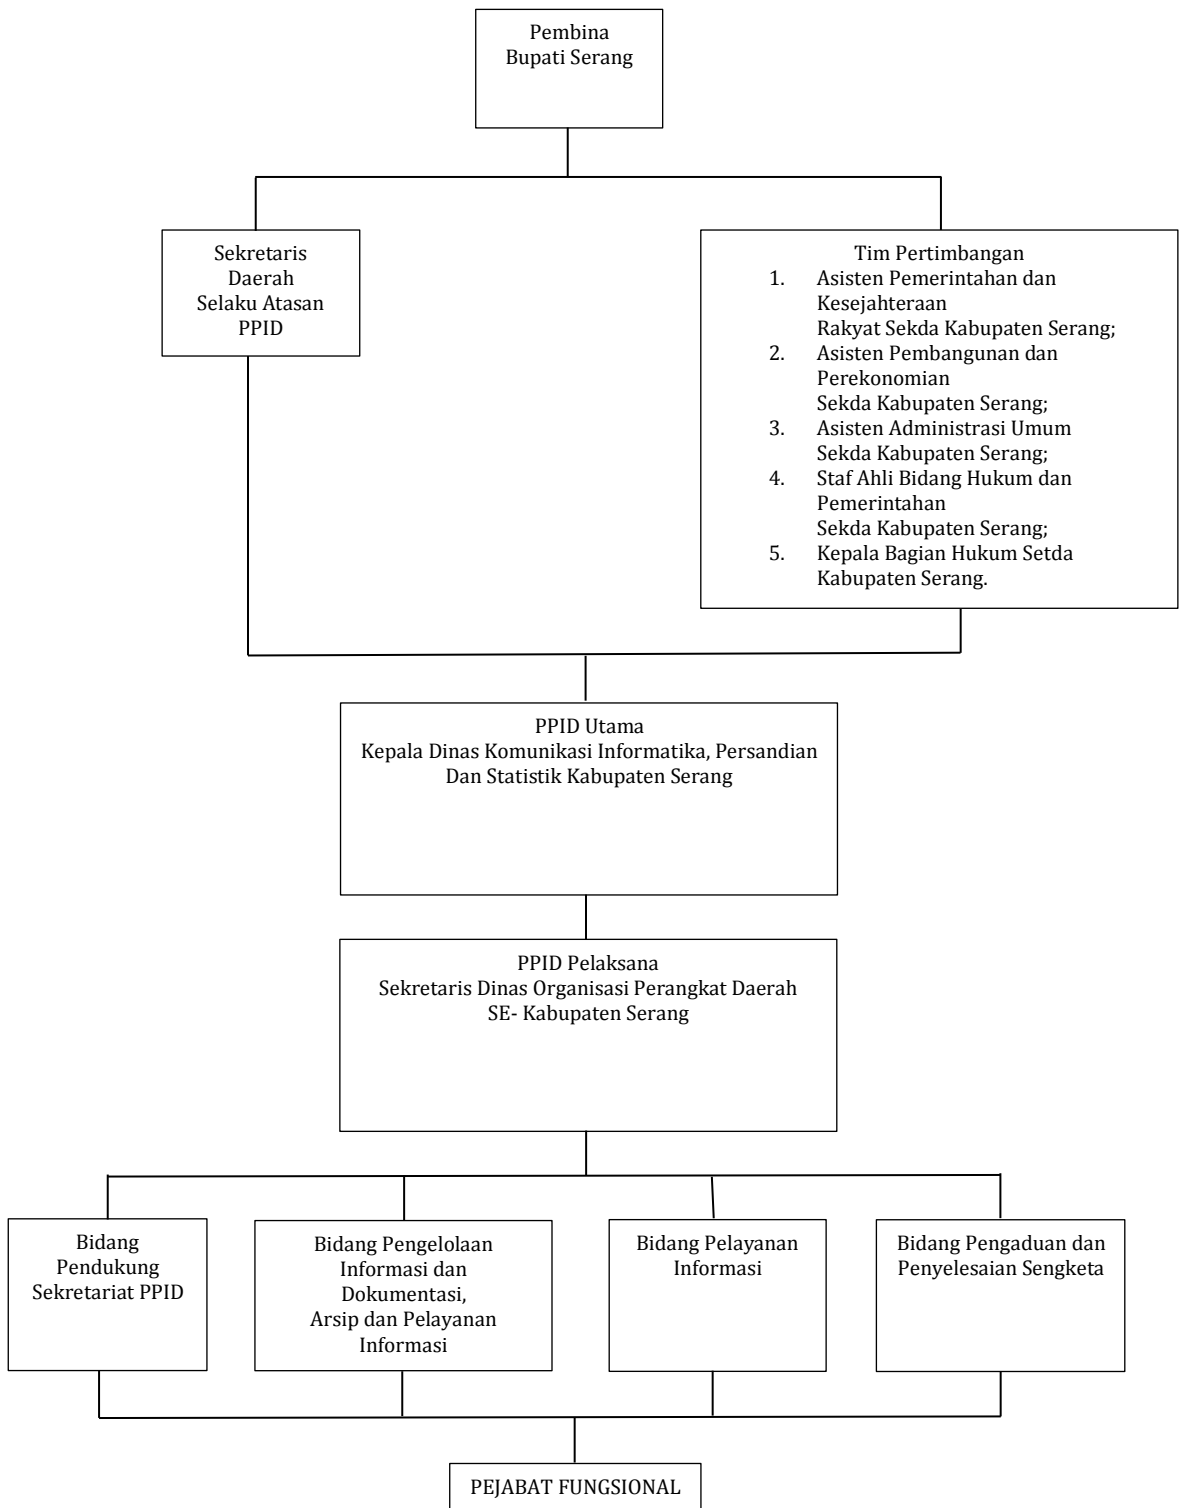 Pembina
Bupati Serang
Sekretaris
Daerah
Selaku Atasan
PPID
Tim Pertimbangan
1. Asisten Pemerintahan dan
Kesejahteraan
Rakyat Sekda Kabupaten Serang;
2. Asisten Pembangunan dan
Perekonomian
Sekda Kabupaten Serang;
3. Asisten Administrasi Umum
Sekda Kabupaten Serang;
4. Staf Ahli Bidang Hukum dan
Pemerintahan
Sekda Kabupaten Serang;
5. Kepala Bagian Hukum Setda
Kabupaten Serang.
PPID Utama
Kepala Dinas Komunikasi Informatika, Persandian
Dan Statistik Kabupaten Serang
PPID Pelaksana
Sekretaris Dinas Organisasi Perangkat Daerah
SE- Kabupaten Serang
Bidang
Pendukung
Sekretariat PPID
Bidang Pengelolaan
Informasi dan
Dokumentasi,
Arsip dan Pelayanan
Informasi
Bidang Pelayanan
Informasi
Bidang Pengaduan dan
Penyelesaian Sengketa
PEJABAT FUNGSIONAL